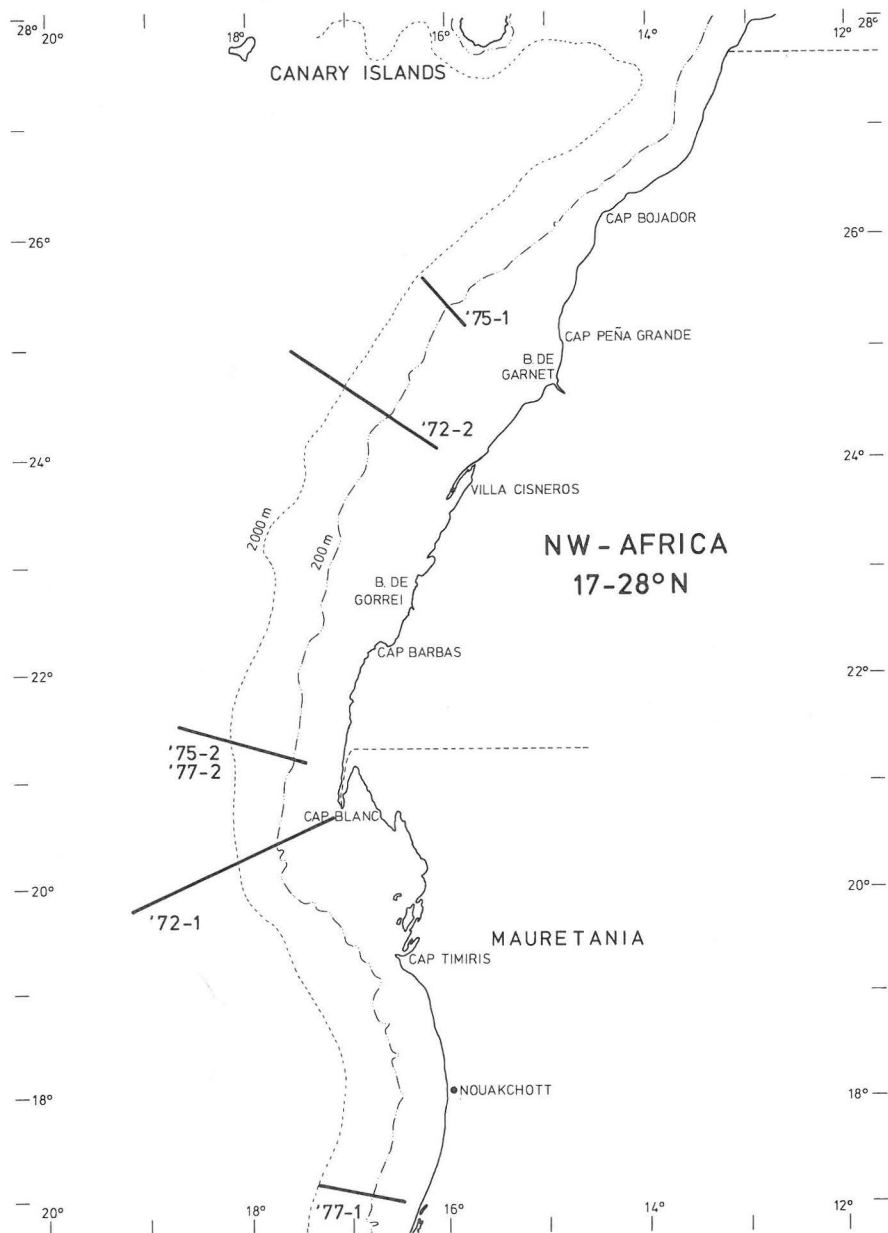 28° 20° 18° 16° 14° 12° 28°
CANARY ISLANDS
26° 26°
CAP BOJADOR
'75-1
CAP PEÑA GRANDE
B. DE
GARNET
'72-2
24° 24°
VILLA CISNEROS
2000 m
200 m
NW-AFRICA
17-28°N
B. DE
GORREI
CAP BARBAS
22° 22°
'75-2
'77-2
CAP BLANC
20° 20°
'72-1
MAURETANIA
CAP TIMIRIS
18° NOUAKCHOTT 18°
'77-1
20° 18° 16° 14° 12°